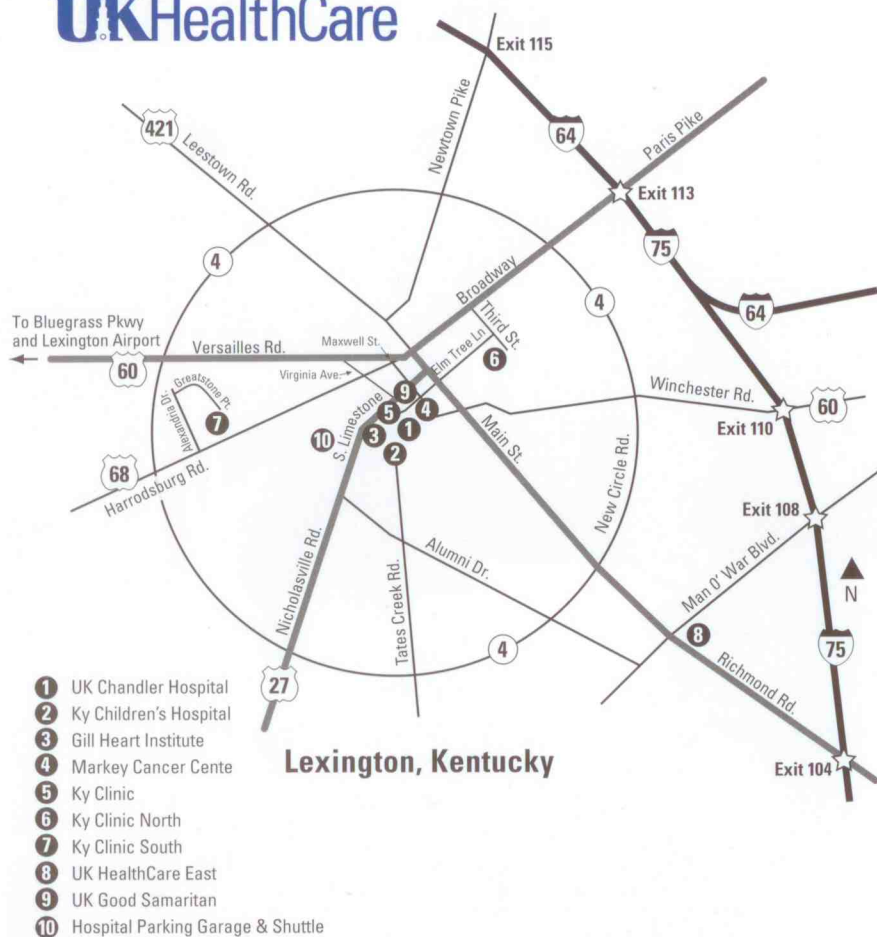 UKHealthCare
Exit 115
421
Leestown Rd.
Newtown Pike
64
Paris Pike
Exit 113
4
75
Broadway
4
64
To Bluegrass Pkwy
and Lexington Airport
60
Versailles Rd.
Maxwell St.
Elm Tree Ln
Third St.
6
Virginia Ave.
Winchester Rd.
60
Greatstone Pt.
Alexandria Dr.
7
9
5
4
1
3
2
10
S. Limestone
Main St.
Exit 110
68
Harrodsburg Rd.
New Circle Rd.
Exit 108
Man O' War Blvd.
N
Nicholasville Rd.
Alumni Dr.
Tates Creek Rd.
8
4
75
27
Richmond Rd.
Exit 104
Lexington, Kentucky
1 UK Chandler Hospital
2 Ky Children's Hospital
3 Gill Heart Institute
4 Markey Cancer Cente
5 Ky Clinic
6 Ky Clinic North
7 Ky Clinic South
8 UK HealthCare East
9 UK Good Samaritan
10 Hospital Parking Garage & Shuttle